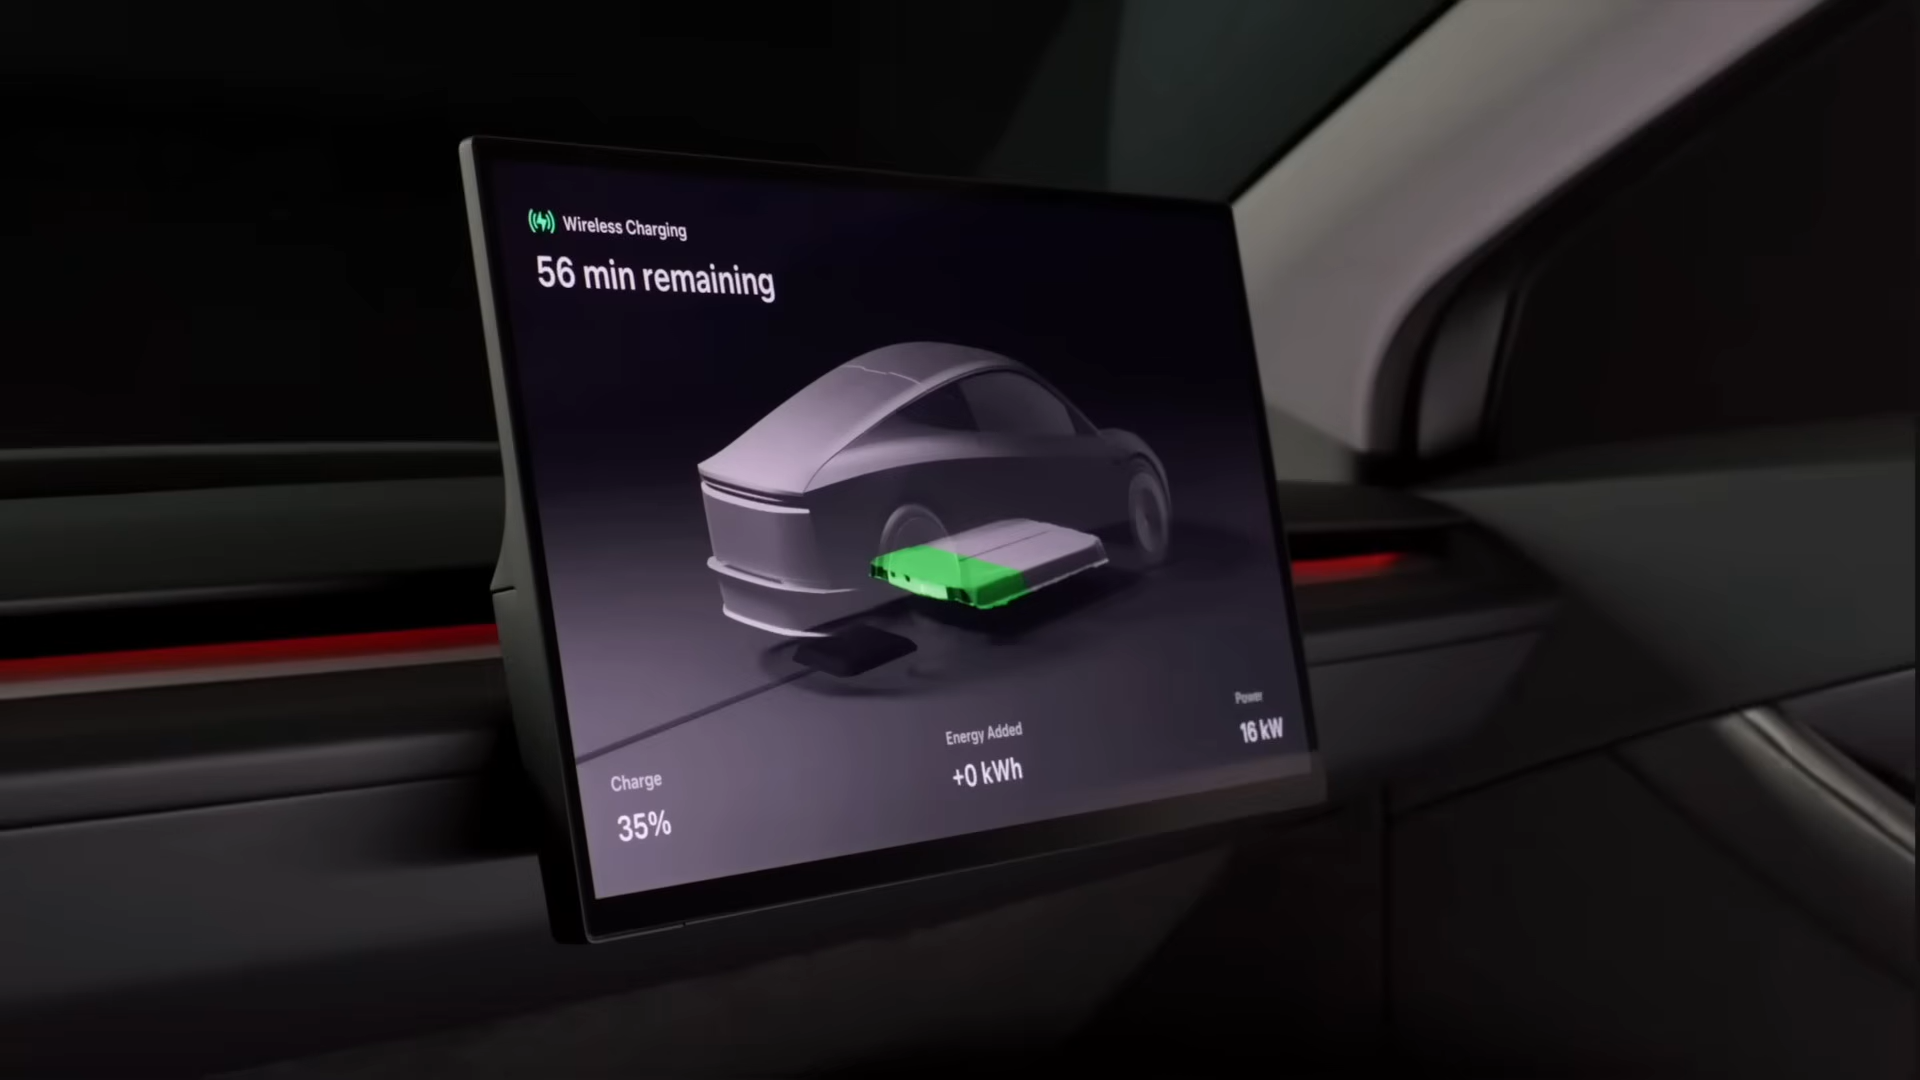 Wireless Charging
56 min remaining
Charge
35%
Energy Added
+0 kWh
Power
16 kW